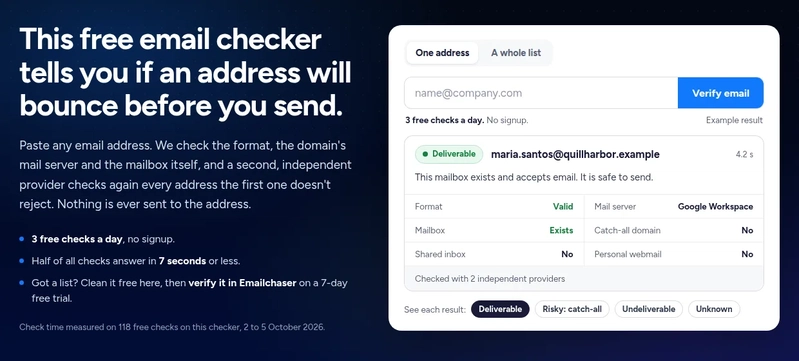 This free email checker
tells you if an address will
bounce before you send.
Paste any email address. We check the format, the domain's
mail server and the mailbox itself, and a second, independent
provider checks again every address the first one doesn't
reject. Nothing is ever sent to the address.
3 free checks a day, no signup.
Half of all checks answer in 7 seconds or less.
Got a list? Clean it free here, then verify it in Emailchaser on a 7-day
free trial.
Check time measured on 118 free checks on this checker, 2 to 5 October 2026.
One address A whole list
name@company.com Verify email
3 free checks a day. No signup. Example result
Deliverable maria.santos@quillharbor.example 4.2 s
This mailbox exists and accepts email. It is safe to send.
Format Valid Mail server Google Workspace
Mailbox Exists Catch-all domain No
Shared inbox No Personal webmail No
Checked with 2 independent providers
See each result: Deliverable Risky: catch-all Undeliverable Unknown